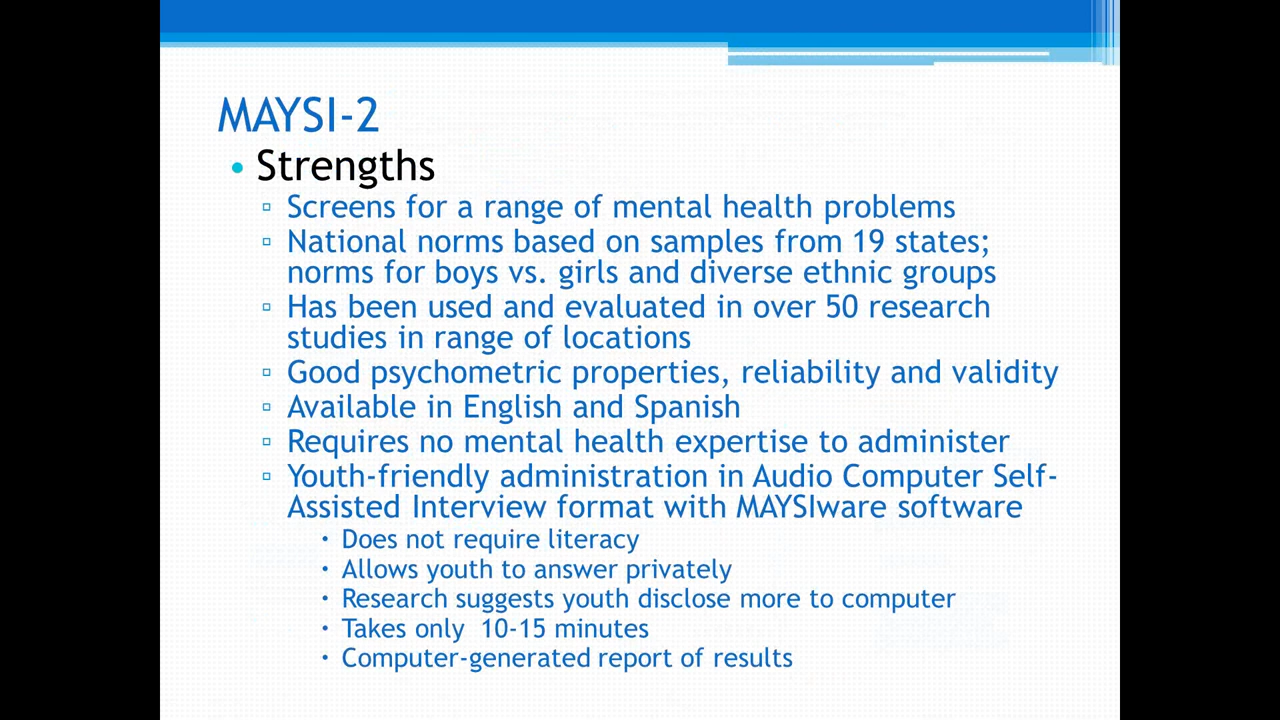 MAYSI-2
• Strengths
▫ Screens for a range of mental health problems
▫ National norms based on samples from 19 states;
norms for boys vs. girls and diverse ethnic groups
▫ Has been used and evaluated in over 50 research
studies in range of locations
▫ Good psychometric properties, reliability and validity
▫ Available in English and Spanish
▫ Requires no mental health expertise to administer
▫ Youth-friendly administration in Audio Computer Self-
Assisted Interview format with MAYSIware software
• Does not require literacy
• Allows youth to answer privately
• Research suggests youth disclose more to computer
• Takes only 10-15 minutes
• Computer-generated report of results